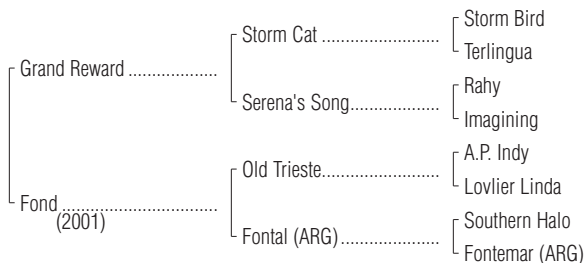 Storm Bird
Storm Cat ........................
Terlingua
Grand Reward ..................
Rahy
Serena's Song..................
Imagining
A.P. Indy
Old Trieste........................
Lovlier Linda
Fond ................................
(2001)
Southern Halo
Fontal (ARG)....................
Fontemar (ARG)